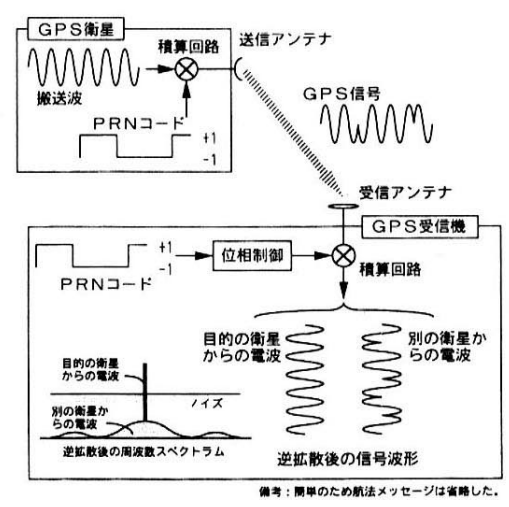 GPS衛星
積算回路
送信アンテナ
搬送波
PRNコード
+1
-1
GPS信号
受信アンテナ
GPS受信機
+1
-1
PRNコード
位相制御
積算回路
目的の衛星
からの電波
別の衛星か
らの電波
目的の衛星
からの電波
ノイズ
別の衛星か
らの電波
逆拡散後の周波数スペクトラム
逆拡散後の信号波形
備考：簡単のため航法メッセージは省略した。